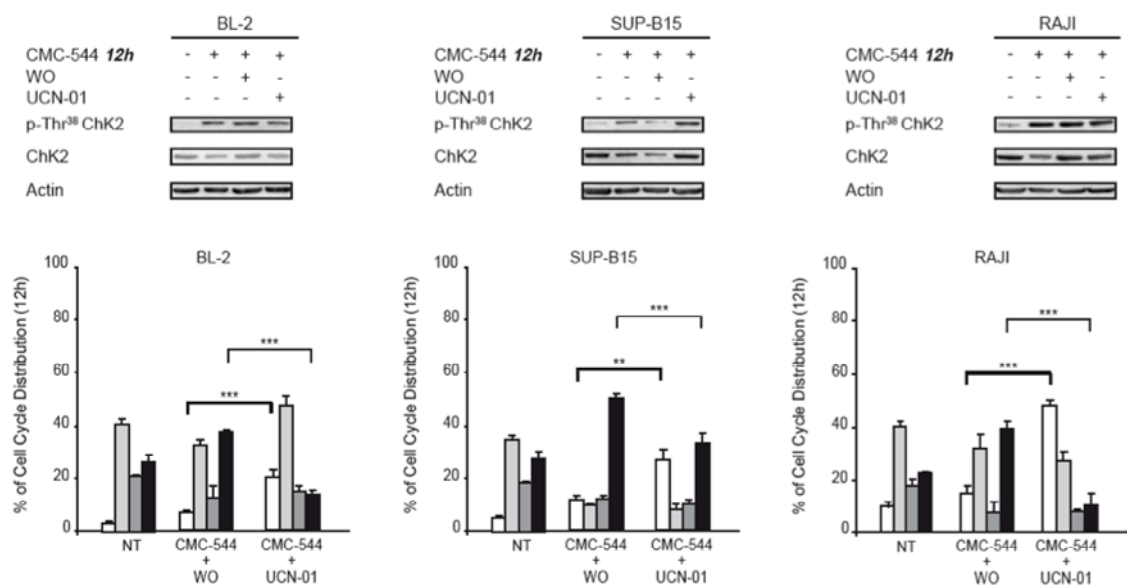 BL-2
CMC-544 12h - + + +
WO - - + -
UCN-01 - - - +
p-Thr38 ChK2
ChK2
Actin
SUP-B15
CMC-544 12h - + + +
WO - - + -
UCN-01 - - - +
p-Thr38 ChK2
ChK2
Actin
RAJI
CMC-544 12h - + + +
WO - - + -
UCN-01 - - - +
p-Thr38 ChK2
ChK2
Actin
BL-2
% of Cell Cycle Distribution (12h)
100
80
60
40
20
0
***
***
NT
CMC-544
+
WO
CMC-544
+
UCN-01
SUP-B15
% of Cell Cycle Distribution (12h)
100
80
60
40
20
0
***
**
NT
CMC-544
+
WO
CMC-544
+
UCN-01
RAJI
% of Cell Cycle Distribution (12h)
100
80
60
40
20
0
***
***
NT
CMC-544
+
WO
CMC-544
+
UCN-01